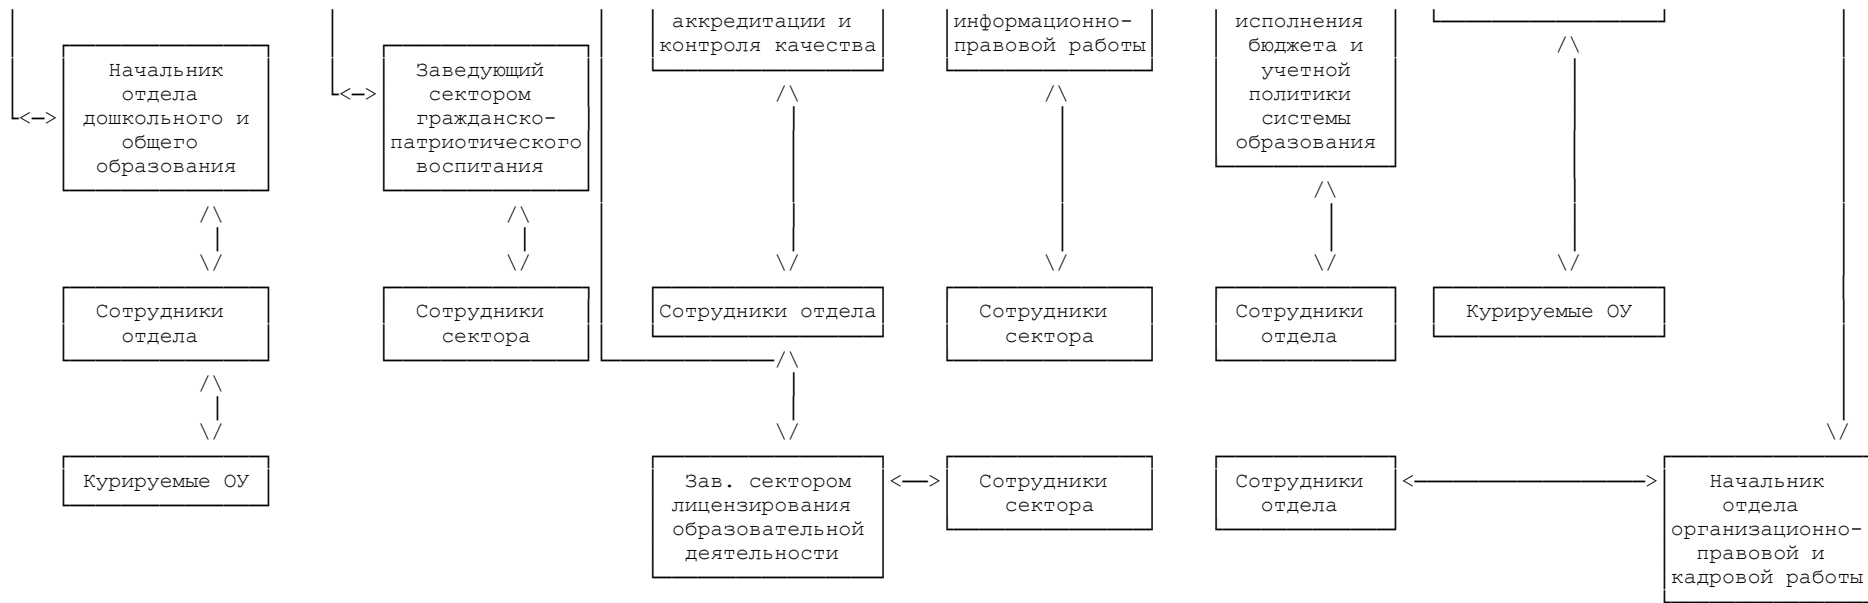 аккредитации и
контроля качества
информационно-
правовой работы
исполнения
бюджета и
учетной
политики
системы
образования
Начальник
отдела
дошкольного и
общего
образования
Заведующий
сектором
гражданско-
патриотического
воспитания
Сотрудники
отдела
Сотрудники
сектора
Сотрудники отдела
Сотрудники
сектора
Сотрудники
отдела
Курируемые ОУ
Курируемые ОУ
Зав. сектором
лицензирования
образовательной
деятельности
Сотрудники
сектора
Сотрудники
отдела
Начальник
отдела
организационно-
правовой и
кадровой работы